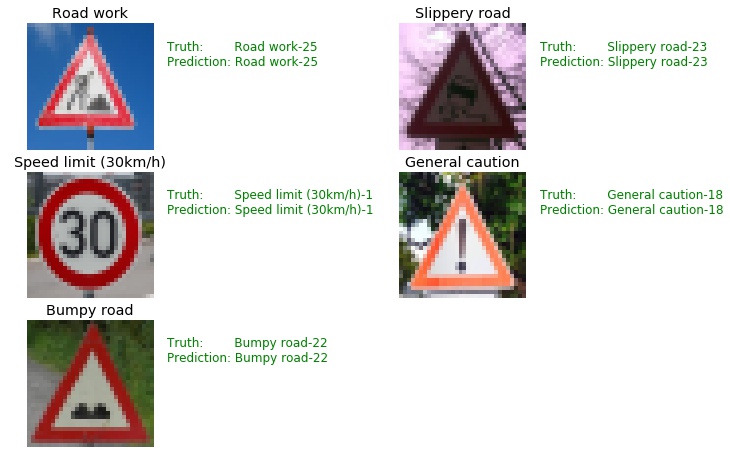 Road work
Truth: Road work-25
Prediction: Road work-25
Slippery road
Truth: Slippery road-23
Prediction: Slippery road-23
Speed limit (30km/h)
30
Truth: Speed limit (30km/h)-1
Prediction: Speed limit (30km/h)-1
General caution
!
Truth: General caution-18
Prediction: General caution-18
Bumpy road
Truth: Bumpy road-22
Prediction: Bumpy road-22